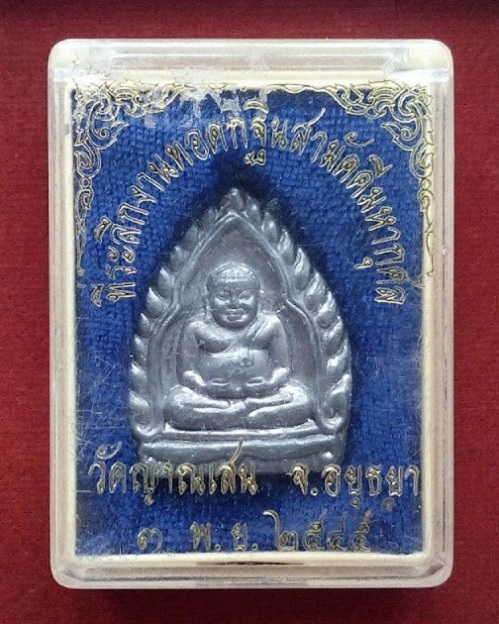 ที่ระลึกงานทอดกฐินสามัคคีมหากุศล
วัดญาณเสน จ.อยุธยา
๓ พ.ย. ๒๕๔๕